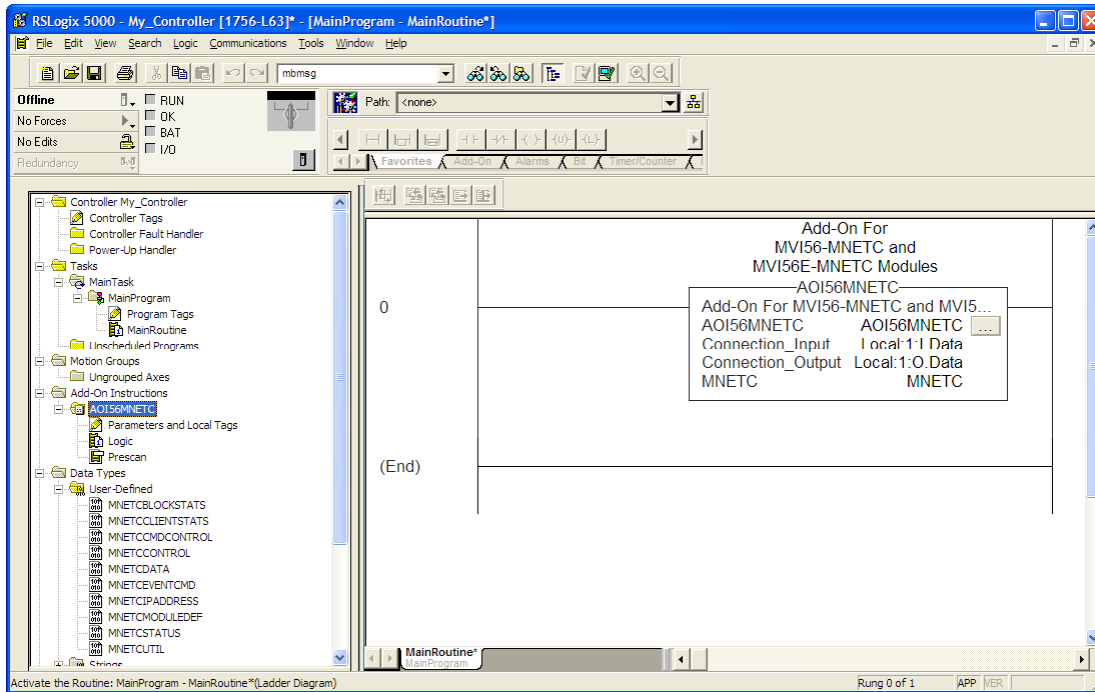 RSLogix 5000 - My_Controller [1756-L63]* - [MainProgram - MainRoutine*]
File Edit View Search Logic Communications Tools Window Help
mbmsg
Offline
RUN
No Forces
OK
No Edits
BAT
Redundancy
I/O
Path: <none>
Favorites Add-On Alarms Bit Timer/Counter
Controller My_Controller
Controller Tags
Controller Fault Handler
Power-Up Handler
Tasks
MainTask
MainProgram
Program Tags
MainRoutine
Unscheduled Programs
Motion Groups
Ungrouped Axes
Add-On Instructions
AOI56MNETC
Parameters and Local Tags
Logic
Prescan
Data Types
User-Defined
MNETCBLOCKSTATS
MNETCCLIENTSTATS
MNETCCMDCONTROL
MNETCCONTROL
MNETCDATA
MNETCEVENTCMD
MNETCIPADDRESS
MNETCMODULEDEF
MNETCSTATUS
MNETCUTIL
Strings
Add-On For
MVI56-MNETC and
MVI56E-MNETC Modules
AOI56MNETC
0
Add-On For MVI56-MNETC and MVI5...
AOI56MNETC AOI56MNETC ...
Connection_Input Local:1:I.Data
Connection_Output Local:1:O.Data
MNETC MNETC
(End)
MainRoutine*
MainProgram
Activate the Routine: MainProgram - MainRoutine*(Ladder Diagram)
Rung 0 of 1 APP VER